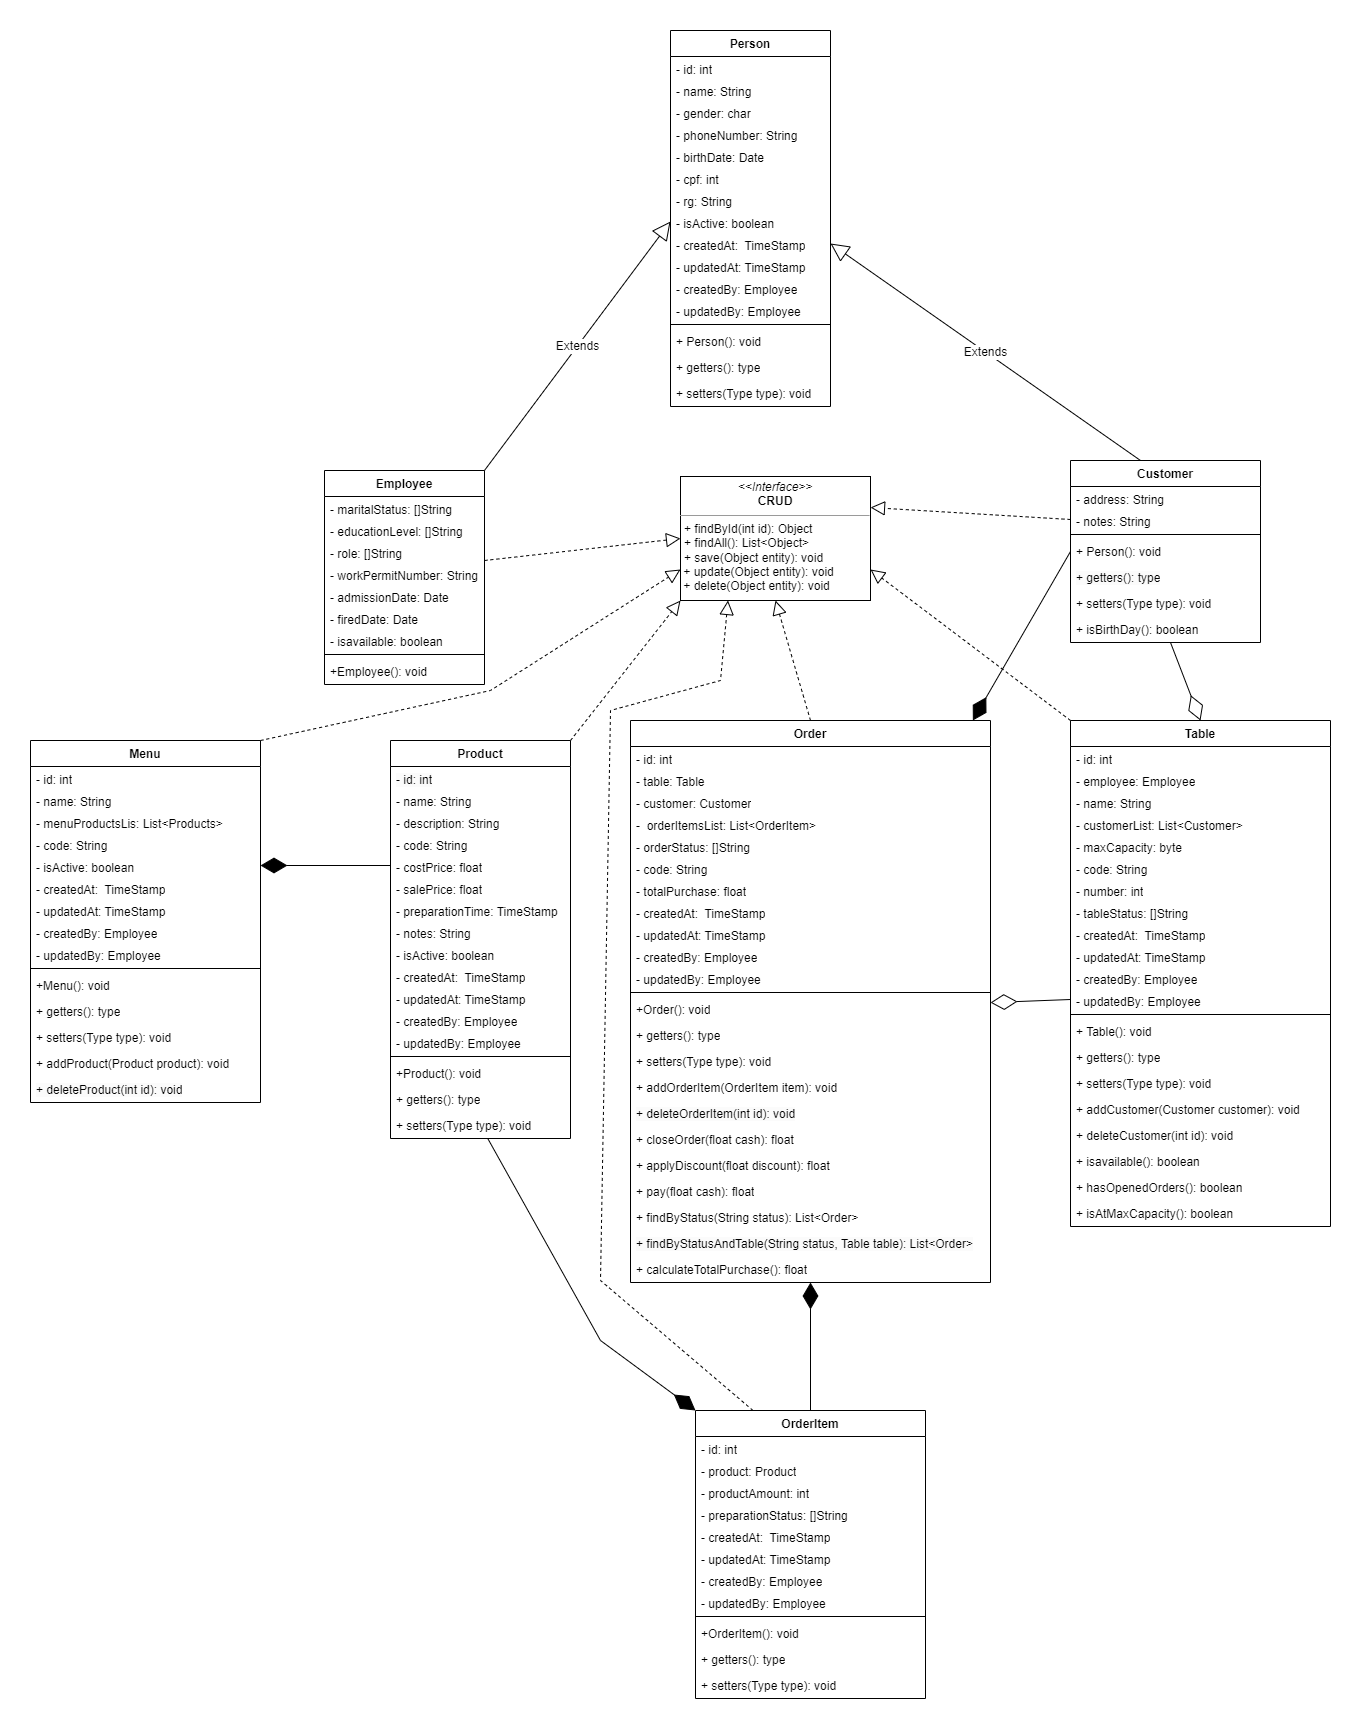 Person
- id: int
- name: String
- gender: char
- phoneNumber: String
- birthDate: Date
- cpf: int
- rg: String
- isActive: boolean
- createdAt:  TimeStamp
- updatedAt: TimeStamp
- createdBy: Employee
- updatedBy: Employee
+ Person(): void
+ getters(): type
+ setters(Type type): void
Extends
Extends
Employee
- maritalStatus: []String
- educationLevel: []String
- role: []String
- workPermitNumber: String
- admissionDate: Date
- firedDate: Date
- isavailable: boolean
+Employee(): void
<<Interface>>
CRUD
+ findById(int id): Object
+ findAll(): List<Object>
+ save(Object entity): void
+ update(Object entity): void
+ delete(Object entity): void
Customer
- address: String
- notes: String
+ Person(): void
+ getters(): type
+ setters(Type type): void
+ isBirthDay(): boolean
Menu
- id: int
- name: String
- menuProductsLis: List<Products>
- code: String
- isActive: boolean
- createdAt:  TimeStamp
- updatedAt: TimeStamp
- createdBy: Employee
- updatedBy: Employee
+Menu(): void
+ getters(): type
+ setters(Type type): void
+ addProduct(Product product): void
+ deleteProduct(int id): void
Product
- id: int
- name: String
- description: String
- code: String
- costPrice: float
- salePrice: float
- preparationTime: TimeStamp
- notes: String
- isActive: boolean
- createdAt:  TimeStamp
- updatedAt: TimeStamp
- createdBy: Employee
- updatedBy: Employee
+Product(): void
+ getters(): type
+ setters(Type type): void
Order
- id: int
- table: Table
- customer: Customer
-  orderItemsList: List<OrderItem>
- orderStatus: []String
- code: String
- totalPurchase: float
- createdAt:  TimeStamp
- updatedAt: TimeStamp
- createdBy: Employee
- updatedBy: Employee
+Order(): void
+ getters(): type
+ setters(Type type): void
+ addOrderItem(OrderItem item): void
+ deleteOrderItem(int id): void
+ closeOrder(float cash): float
+ applyDiscount(float discount): float
+ pay(float cash): float
+ findByStatus(String status): List<Order>
+ findByStatusAndTable(String status, Table table): List<Order>
+ calculateTotalPurchase(): float
Table
- id: int
- employee: Employee
- name: String
- customerList: List<Customer>
- maxCapacity: byte
- code: String
- number: int
- tableStatus: []String
- createdAt:  TimeStamp
- updatedAt: TimeStamp
- createdBy: Employee
- updatedBy: Employee
+ Table(): void
+ getters(): type
+ setters(Type type): void
+ addCustomer(Customer customer): void
+ deleteCustomer(int id): void
+ isavailable(): boolean
+ hasOpenedOrders(): boolean
+ isAtMaxCapacity(): boolean
OrderItem
- id: int
- product: Product
- productAmount: int
- preparationStatus: []String
- createdAt:  TimeStamp
- updatedAt: TimeStamp
- createdBy: Employee
- updatedBy: Employee
+OrderItem(): void
+ getters(): type
+ setters(Type type): void